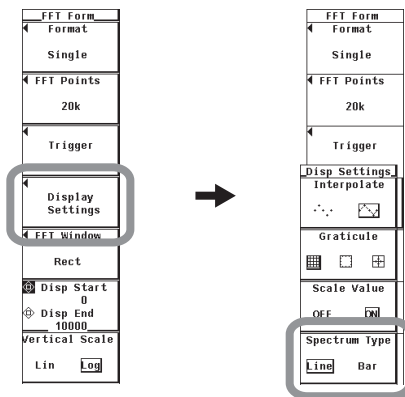 FFT Form
Format
Single
FFT Points
20k
Trigger
Display
Settings
FFT Window
Rect
Disp Start
0
Disp End
10000
Vertical Scale
Lin Log
FFT Form
Format
Single
FFT Points
20k
Trigger
Disp Settings
Interpolate
Graticule
Scale Value
OFF ON
Spectrum Type
Line Bar